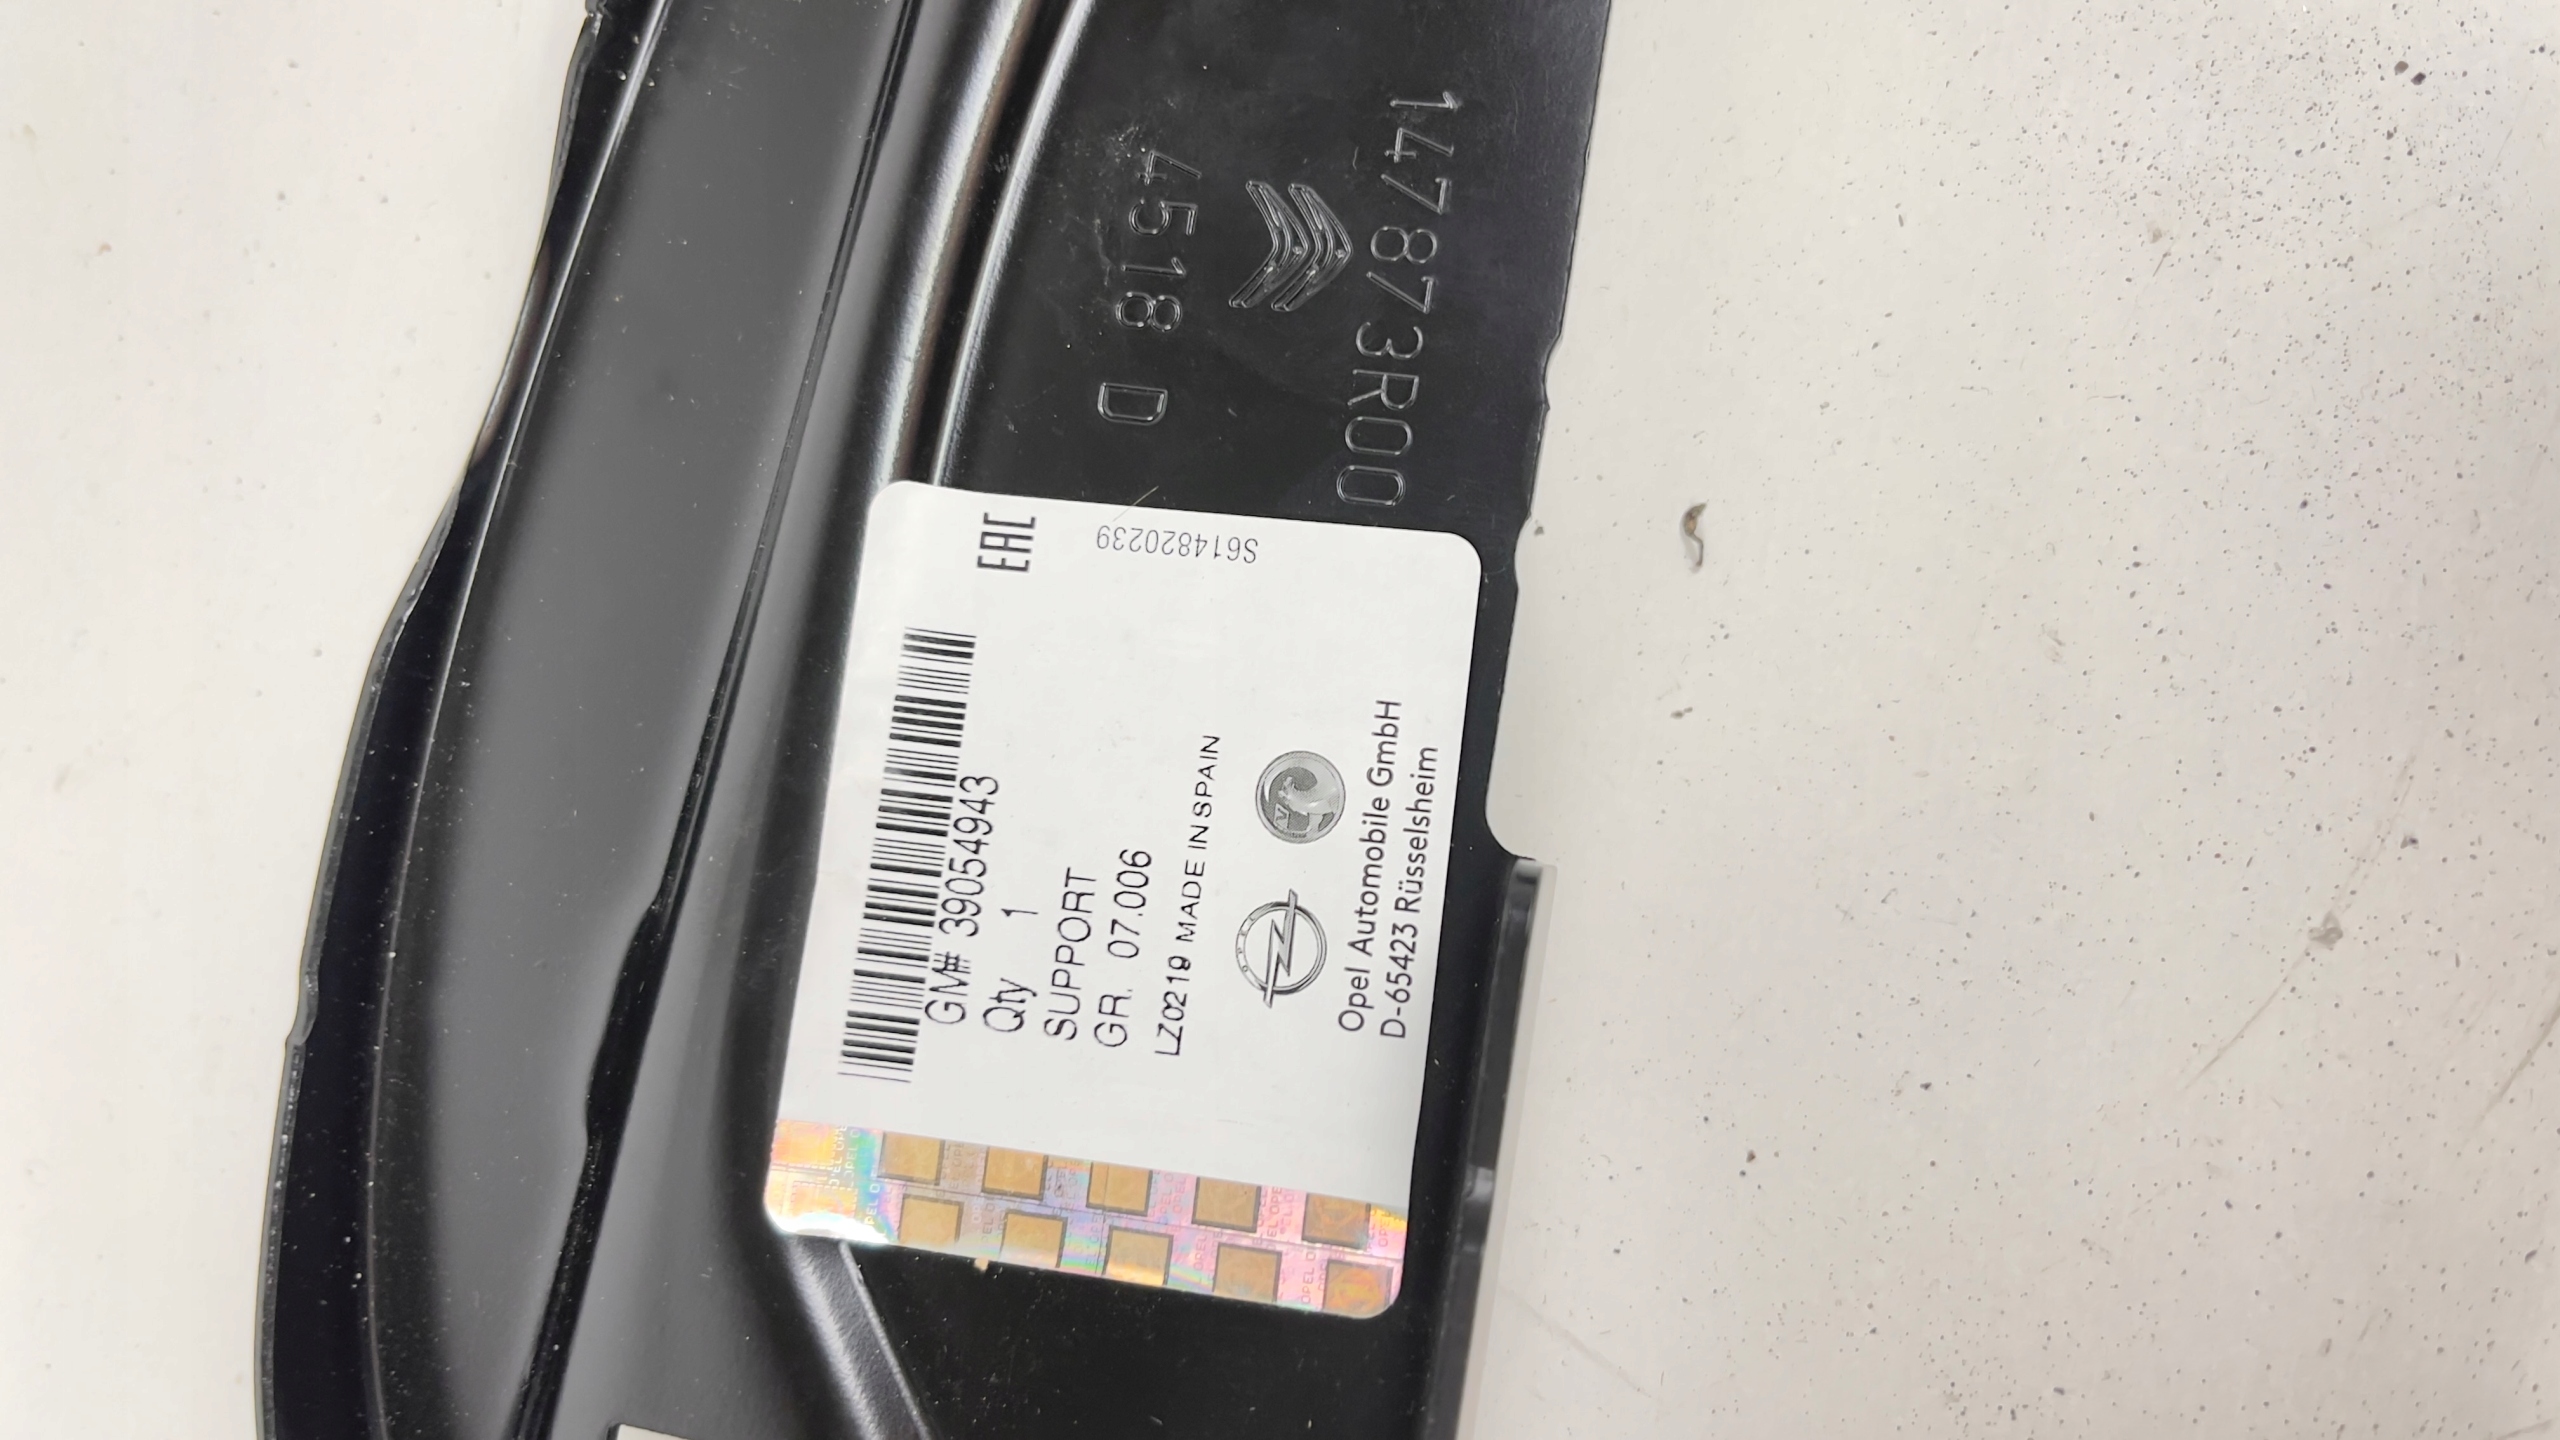 147873R00
4518 D
EAC
S614820239
GM# 39054943
Qty 1
SUPPORT
GR. 07.006
LZ0219 MADE IN SPAIN
Opel Automobile GmbH
D-65423 Rüsselsheim